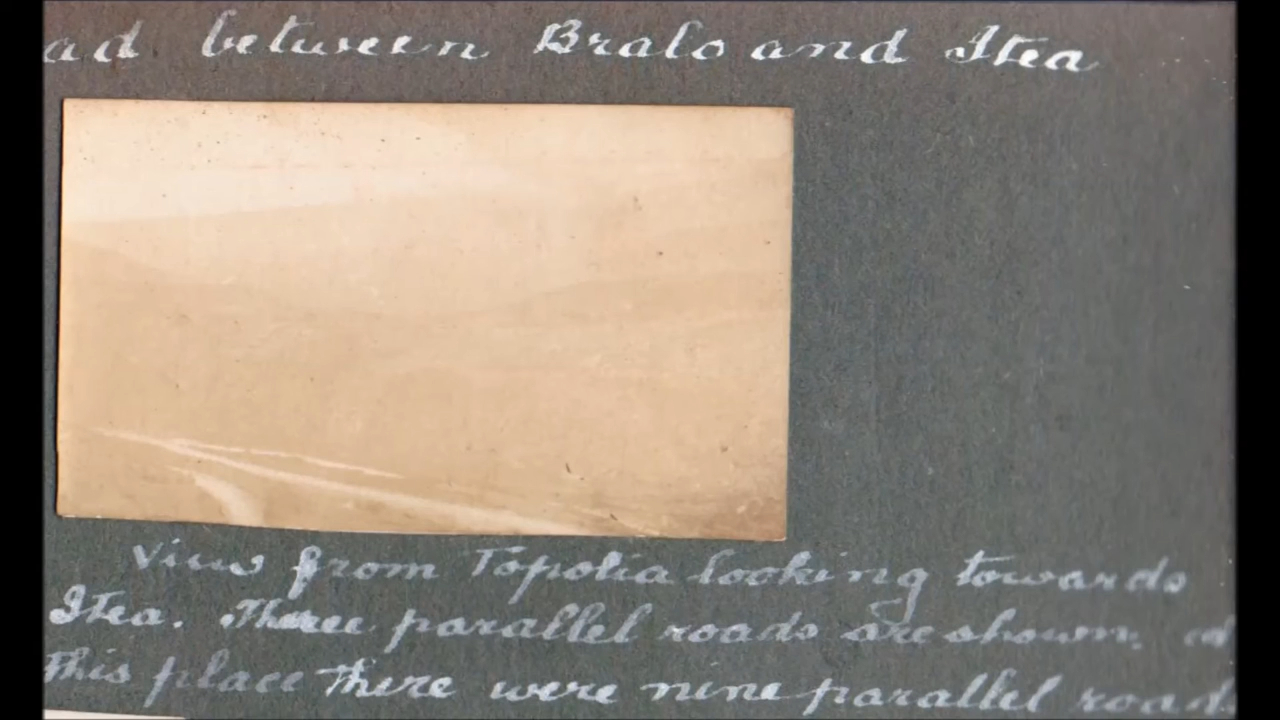 ad between Bralo and Itea
View from Topolia looking towards
Itea. Three parallel roads are shown. at
this place there were nine parallel road